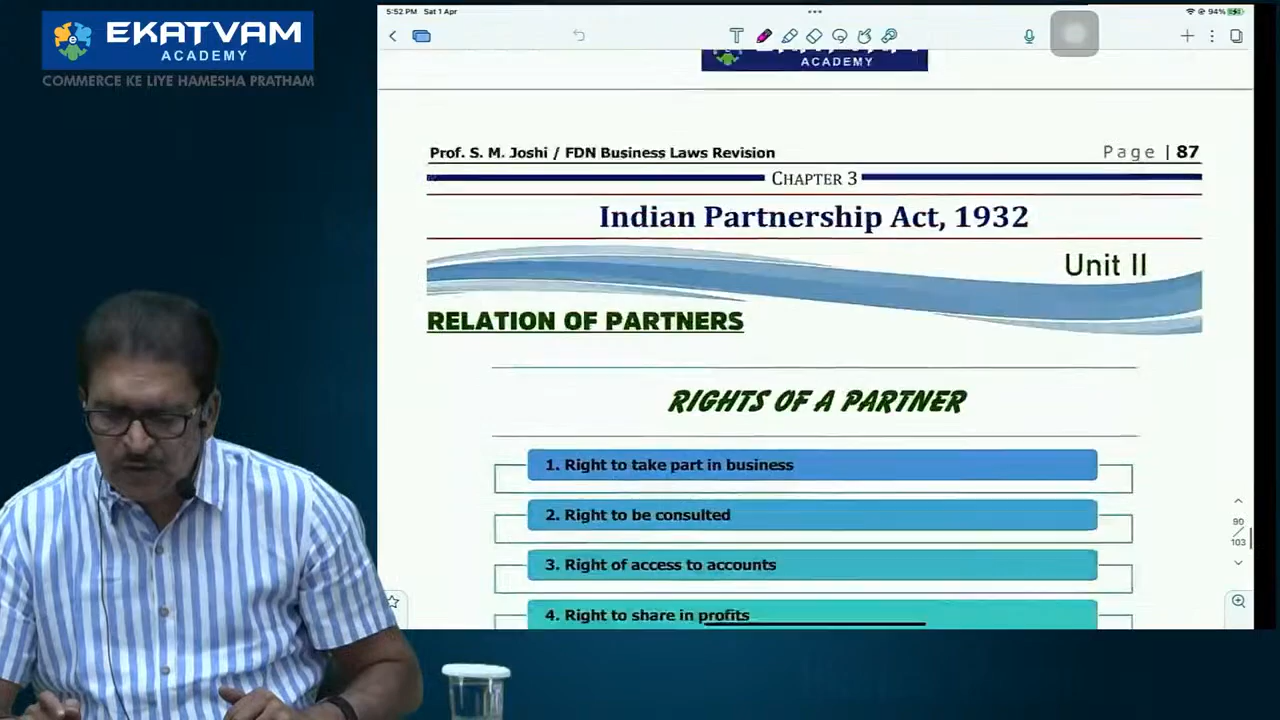 EKATVAM
ACADEMY
COMMERCE KE LIYE HAMESHA PRATHAM
5:52 PM Sat 1 Apr
94%
ACADEMY
Prof. S. M. Joshi / FDN Business Laws Revision
Page | 87
CHAPTER 3
Indian Partnership Act, 1932
Unit II
RELATION OF PARTNERS
RIGHTS OF A PARTNER
1. Right to take part in business
2. Right to be consulted
3. Right of access to accounts
4. Right to share in profits
90
103